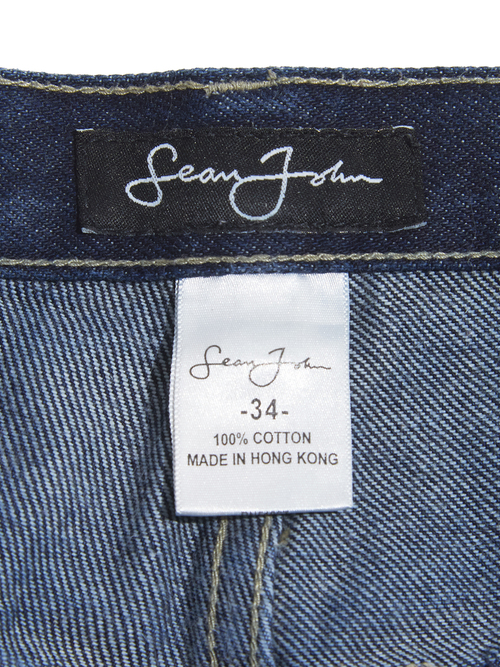 Sean John
Sean John
-34-
100% COTTON
MADE IN HONG KONG